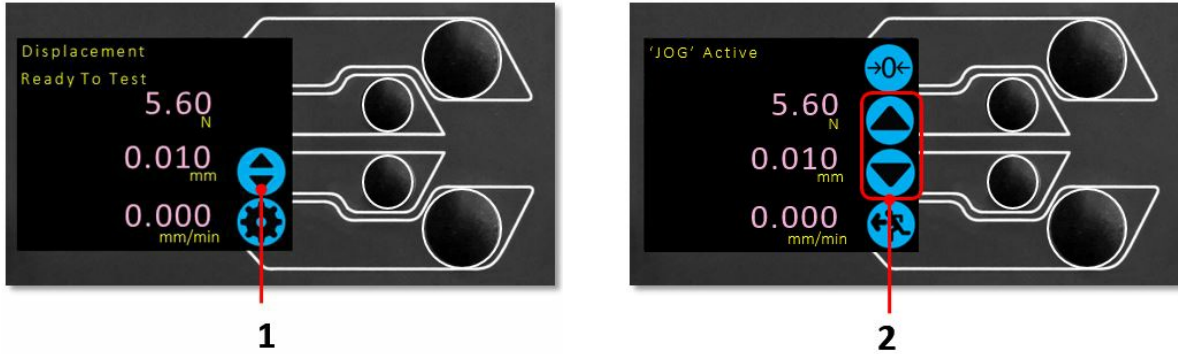 Displacement
Ready To Test
5.60
N
0.010
mm
0.000
mm/min
1
'JOG' Active
→0←
5.60
N
0.010
mm
0.000
mm/min
2